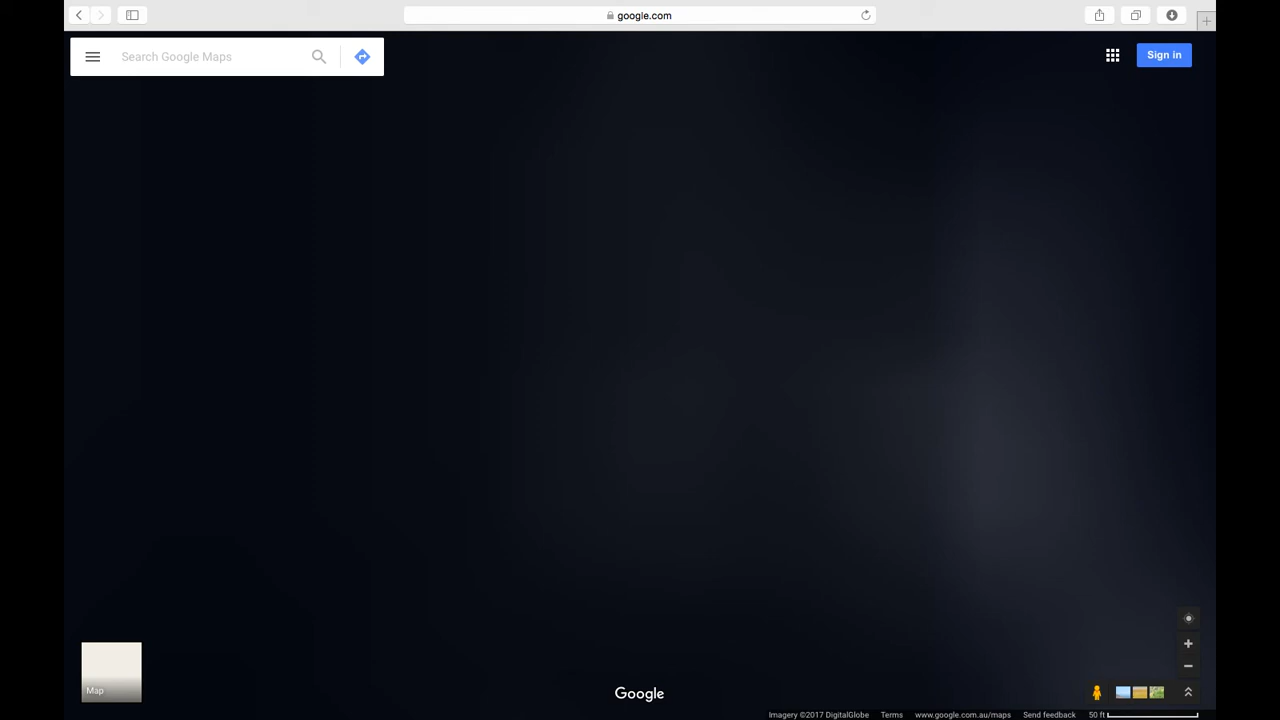 google.com
Search Google Maps
Sign in
Map
Google
Imagery ©2017 DigitalGlobe Terms www.google.com.au/maps Send feedback 50 ft